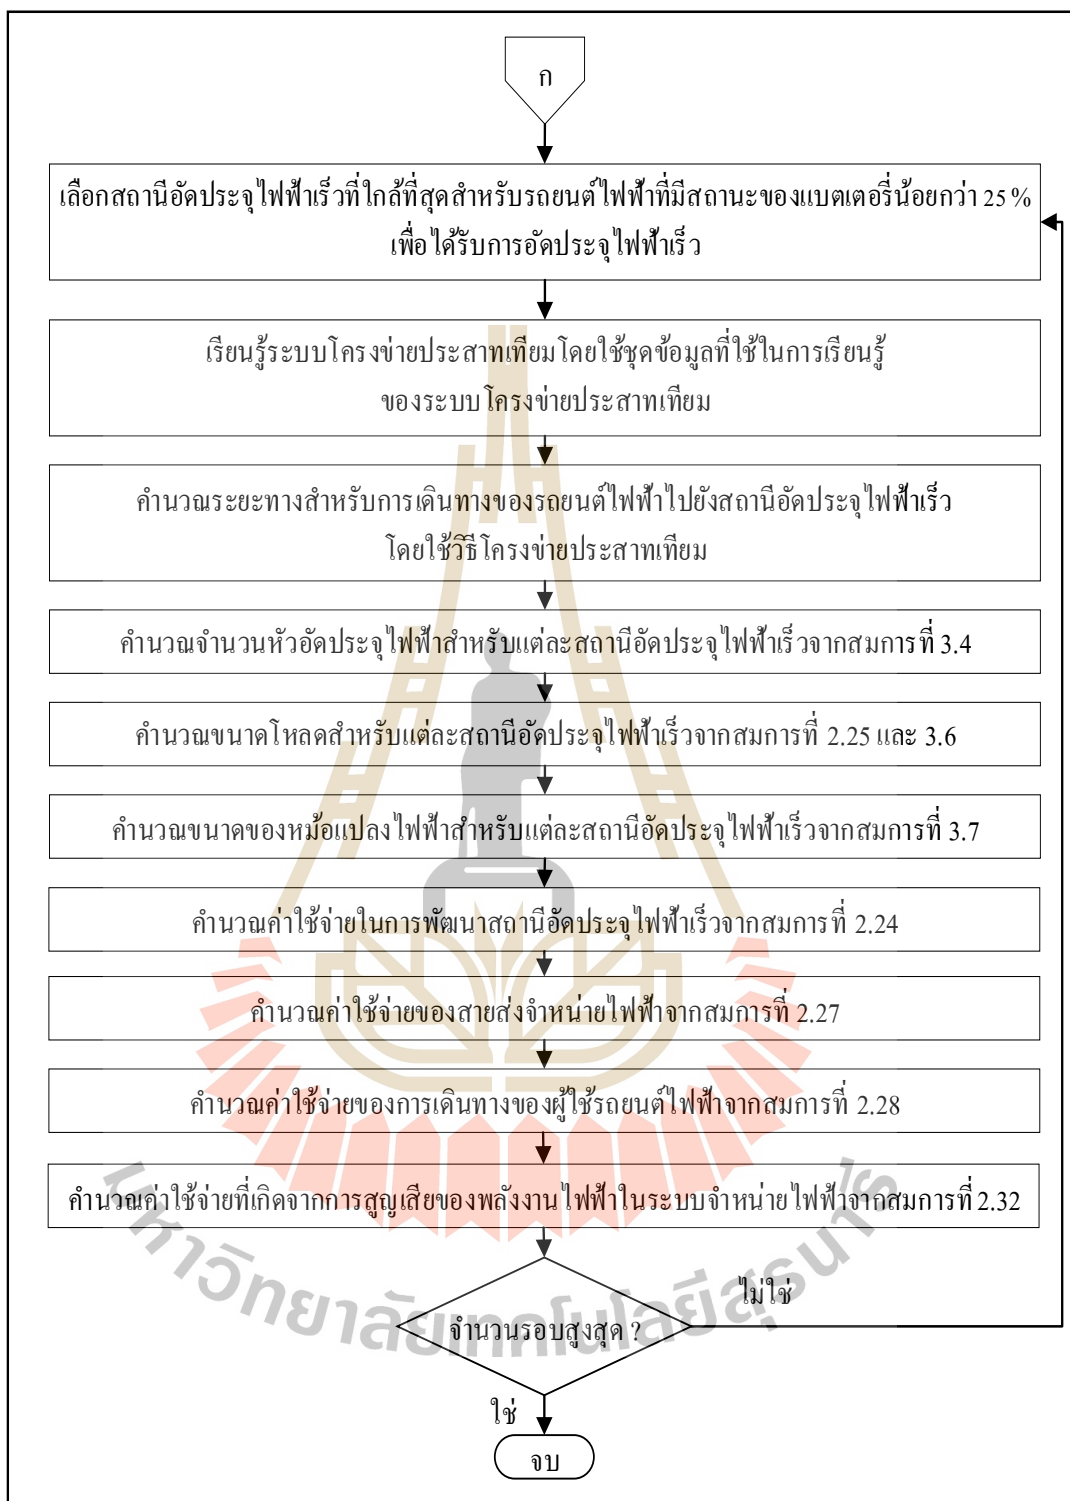 ก
เลือกสถานีอัดประจุไฟฟ้าเร็วที่ใกล้ที่สุดสำหรับรถยนต์ไฟฟ้าที่มีสถานะของแบตเตอรี่น้อยกว่า 25 %
เพื่อได้รับการอัดประจุไฟฟ้าเร็ว
เรียนรู้ระบบโครงข่ายประสาทเทียมโดยใช้ชุดข้อมูลที่ใช้ในการเรียนรู้
ของระบบโครงข่ายประสาทเทียม
คำนวณระยะทางสำหรับการเดินทางของรถยนต์ไฟฟ้าไปยังสถานีอัดประจุไฟฟ้าเร็ว
โดยใช้วิธีโครงข่ายประสาทเทียม
คำนวณจำนวนหัวอัดประจุไฟฟ้าสำหรับแต่ละสถานีอัดประจุไฟฟ้าเร็วจากสมการที่ 3.4
คำนวณขนาดโหลดสำหรับแต่ละสถานีอัดประจุไฟฟ้าเร็วจากสมการที่ 2.25 และ 3.6
คำนวณขนาดของหม้อแปลงไฟฟ้าสำหรับแต่ละสถานีอัดประจุไฟฟ้าเร็วจากสมการที่ 3.7
คำนวณค่าใช้จ่ายในการพัฒนาสถานีอัดประจุไฟฟ้าเร็วจากสมการที่ 2.24
คำนวณค่าใช้จ่ายของสายส่งจำหน่ายไฟฟ้าจากสมการที่ 2.27
คำนวณค่าใช้จ่ายของการเดินทางของผู้ใช้รถยนต์ไฟฟ้าจากสมการที่ 2.28
คำนวณค่าใช้จ่ายที่เกิดจากการสูญเสียของพลังงานไฟฟ้าในระบบจำหน่ายไฟฟ้าจากสมการที่ 2.32
มหาวิทยาลัยเทคโนโลยีสุรนารี
ไม่ใช่
จำนวนรอบสูงสุด ?
ใช่
จบ